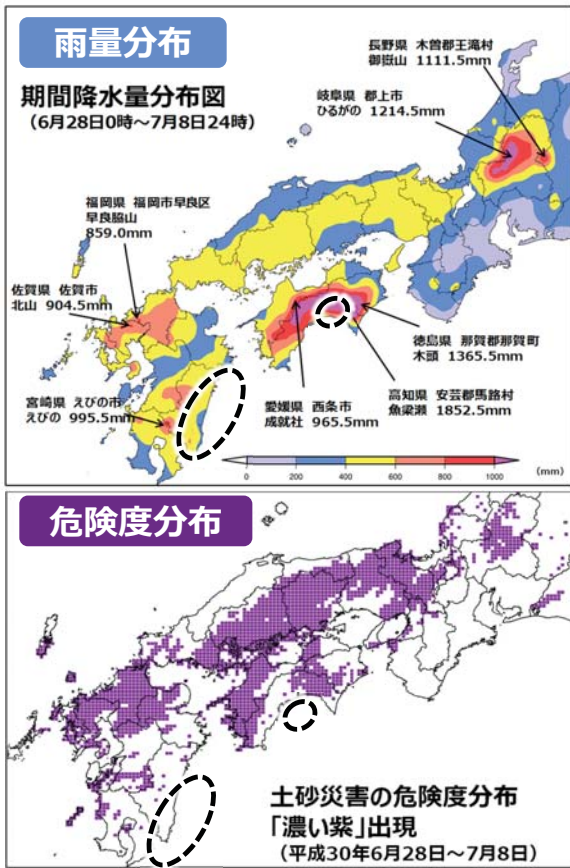 雨量分布
期間降水量分布図
(6月28日0時~7月8日24時)
長野県 木曽郡王滝村
御嶽山 1111.5mm
岐阜県 郡上市
ひるがの 1214.5mm
福岡県 福岡市早良区
早良脇山
859.0mm
佐賀県 佐賀市
北山 904.5mm
徳島県 那賀郡那賀町
木頭 1365.5mm
高知県 安芸郡馬路村
魚梁瀬 1852.5mm
愛媛県 西条市
成就社 965.5mm
宮崎県 えびの市
えびの 995.5mm
0 200 400 600 800 1000 (mm)
危険度分布
土砂災害の危険度分布
「濃い紫」出現
(平成30年6月28日~7月8日)